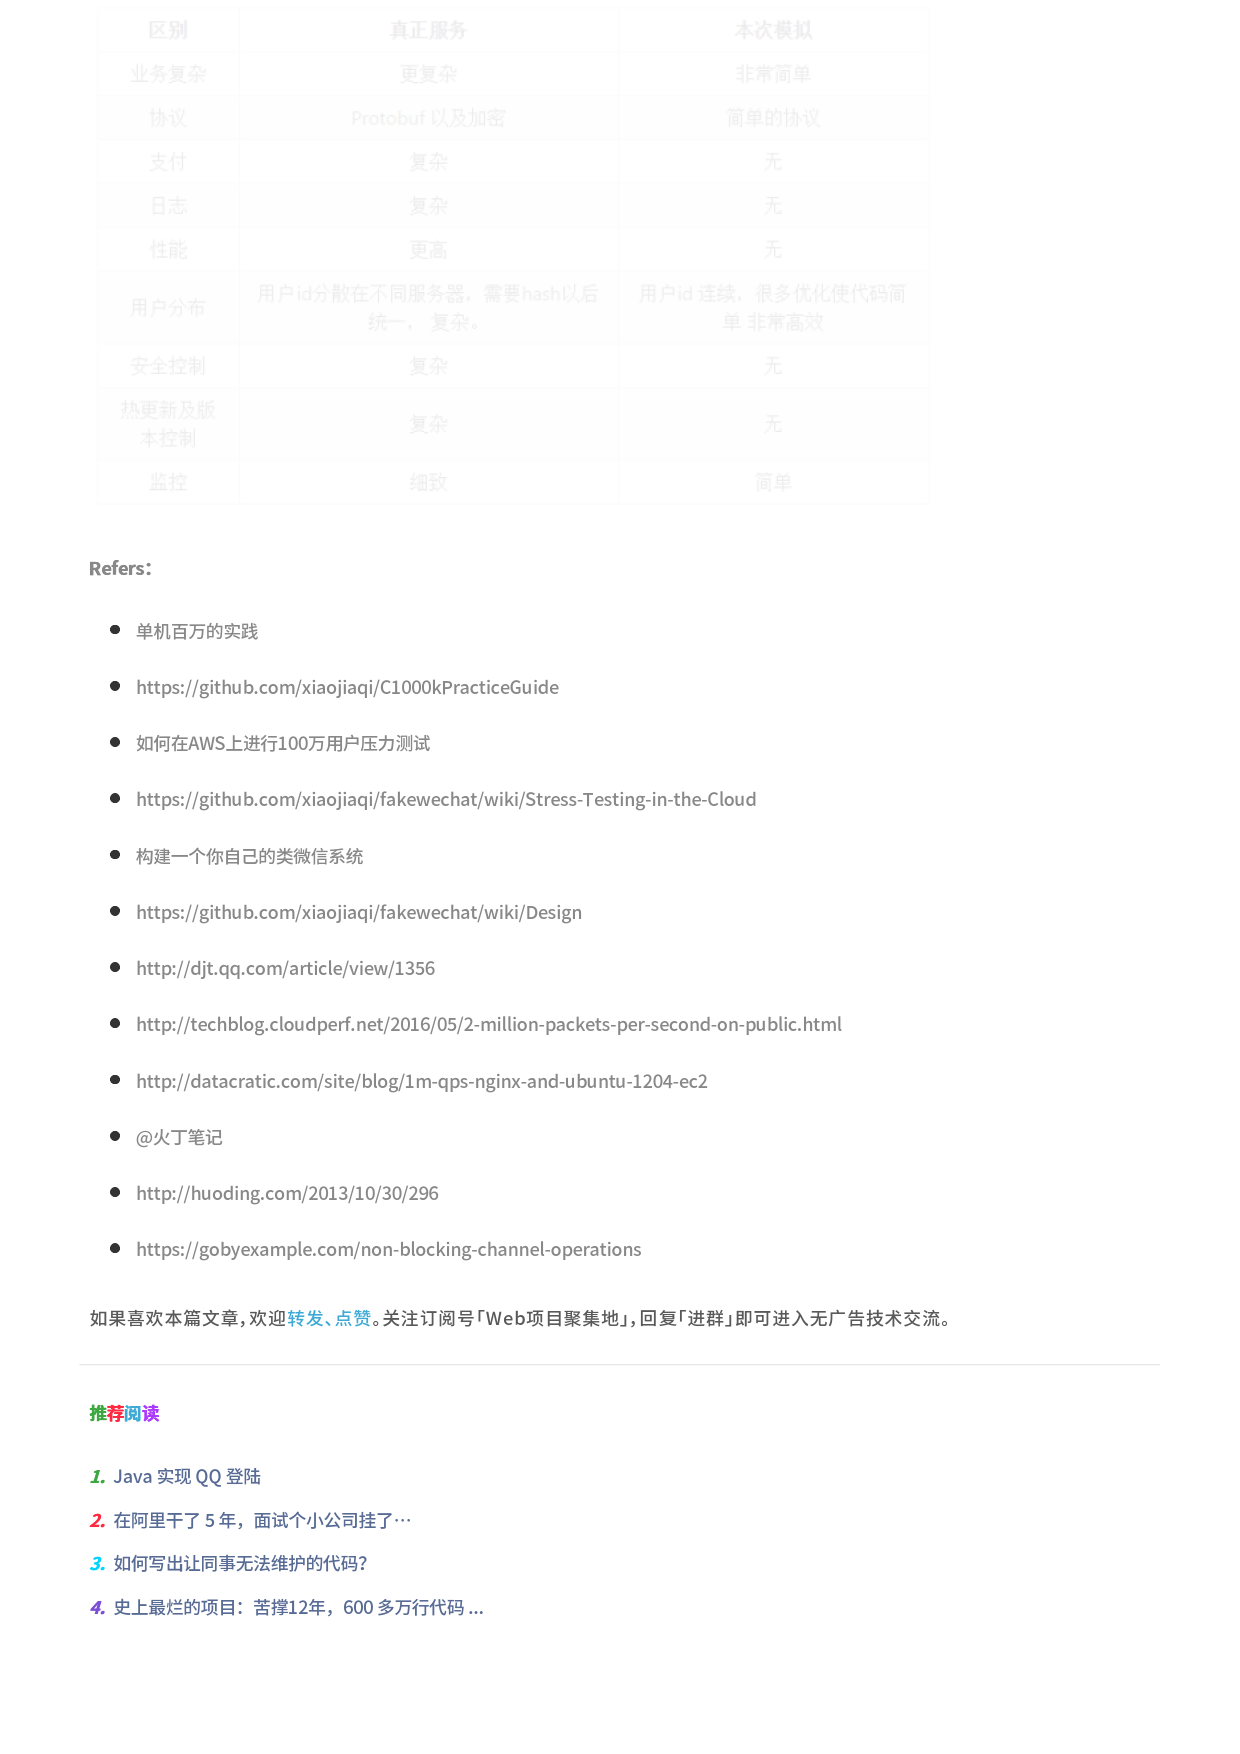 区别 真正服务 本次模拟
业务复杂 更复杂 非常简单
协议 Protobuf 以及加密 简单的协议
支付 复杂 无
日志 复杂 无
性能 更高 无
用户分布 用户id分散在不同服务器，需要hash以后 用户id 连续，很多优化使代码简
统一， 复杂。 单 非常高效
安全控制 复杂 无
热更新及版 复杂 无
本控制
监控 细致 简单
Refers：
单机百万的实践
https://github.com/xiaojiaqi/C1000kPracticeGuide
如何在AWS上进行100万用户压力测试
https://github.com/xiaojiaqi/fakewechat/wiki/Stress-Testing-in-the-Cloud
构建一个你自己的类微信系统
https://github.com/xiaojiaqi/fakewechat/wiki/Design
http://djt.qq.com/article/view/1356
http://techblog.cloudperf.net/2016/05/2-million-packets-per-second-on-public.html
http://datacratic.com/site/blog/1m-qps-nginx-and-ubuntu-1204-ec2
@火丁笔记
http://huoding.com/2013/10/30/296
https://gobyexample.com/non-blocking-channel-operations
如果喜欢本篇文章，欢迎转发、点赞。关注订阅号「Web项目聚集地」，回复「进群」即可进入无广告技术交流。
推荐阅读
1. Java 实现 QQ 登陆
2. 在阿里干了 5 年，面试个小公司挂了…
3. 如何写出让同事无法维护的代码？
4. 史上最烂的项目：苦撑12年，600 多万行代码 ...